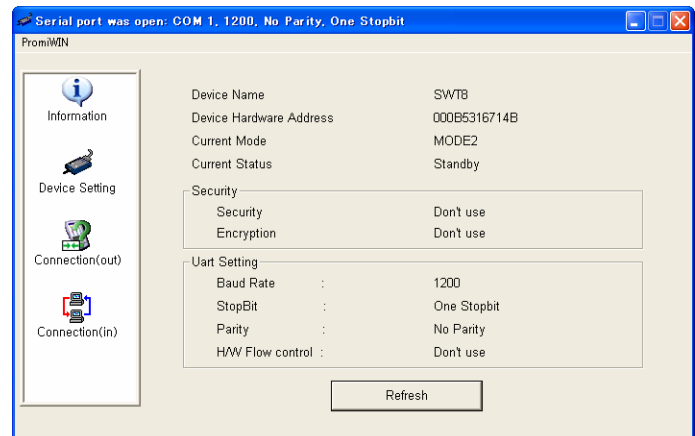 Serial port was open: COM 1, 1200, No Parity, One Stopbit
PromiWIN
Information
Device Setting
Connection(out)
Connection(in)
Device Name SWT8
Device Hardware Address 000B5316714B
Current Mode MODE2
Current Status Standby
Security
Security Don't use
Encryption Don't use
Uart Setting
Baud Rate : 1200
StopBit : One Stopbit
Parity : No Parity
H/W Flow control : Don't use
Refresh